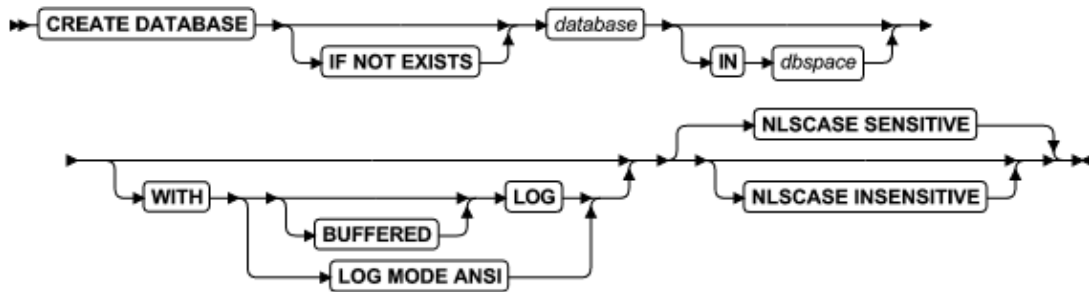 CREATE DATABASE IF NOT EXISTS database IN dbspace
NLSCASE SENSITIVE
WITH BUFFERED LOG NLSCASE INSENSITIVE
LOG MODE ANSI